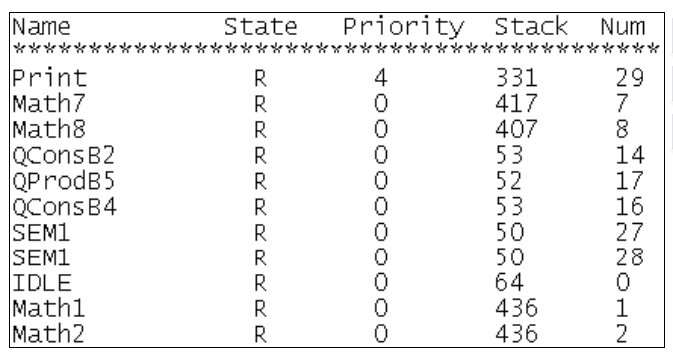 Name State Priority Stack Num
*******************************************
Print R 4 331 29
Math7 R 0 417 7
Math8 R 0 407 8
QConsB2 R 0 53 14
QProdB5 R 0 52 17
QConsB4 R 0 53 16
SEM1 R 0 50 27
SEM1 R 0 50 28
IDLE R 0 64 0
Math1 R 0 436 1
Math2 R 0 436 2